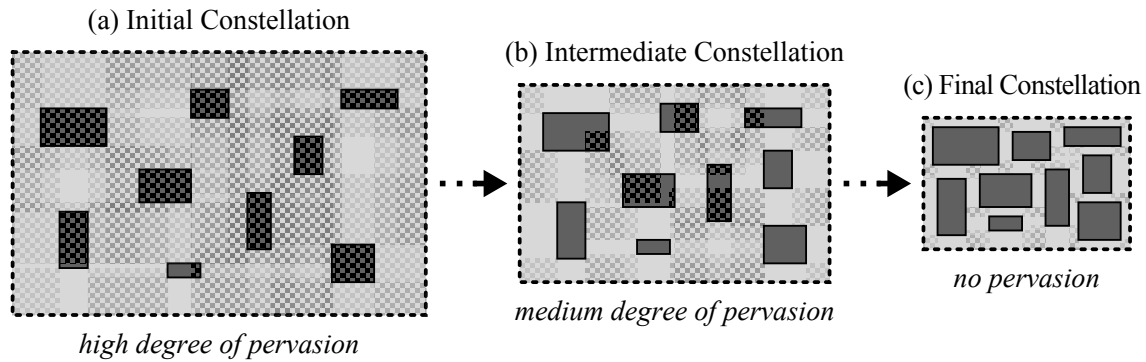 (a) Initial Constellation
high degree of pervasion
(b) Intermediate Constellation
medium degree of pervasion
(c) Final Constellation
no pervasion